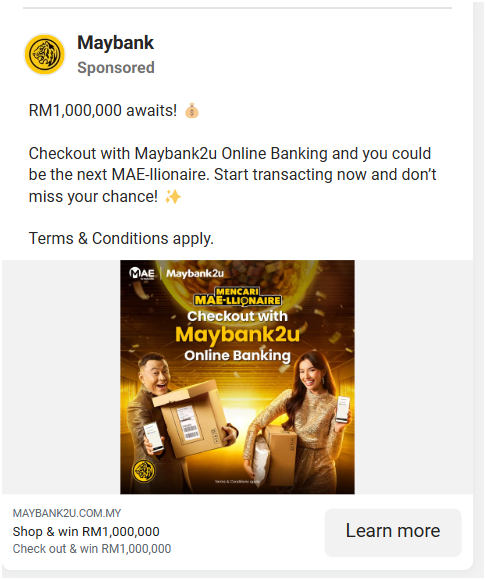 Maybank
Sponsored
RM1,000,000 awaits! 💰
Checkout with Maybank2u Online Banking and you could
be the next MAE-llionaire. Start transacting now and don't
miss your chance! ✨
Terms & Conditions apply.
MAE Maybank2u
MENCARI
MAE-LLIONAIRE
Checkout with
Maybank2u
Online Banking
Terms & Conditions apply.
MAYBANK2U.COM.MY
Shop & win RM1,000,000
Check out & win RM1,000,000
Learn more